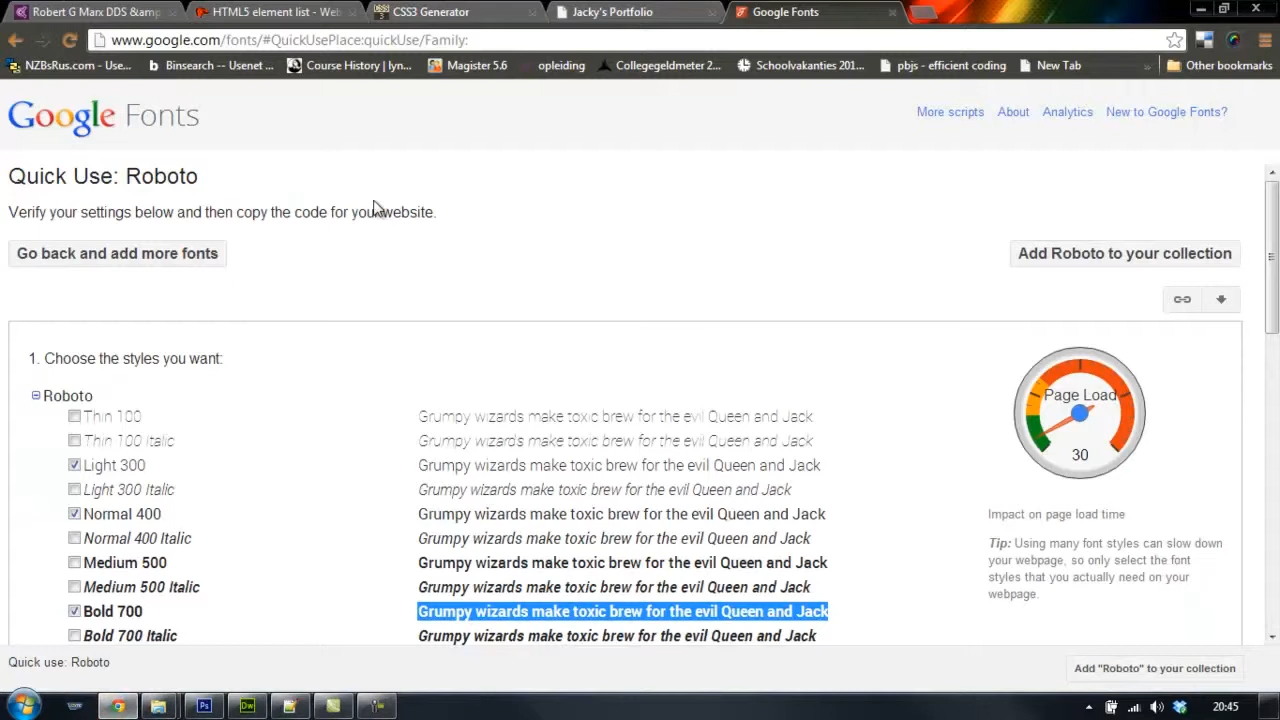 Robert G Marx DDS &amp
HTML5 element list - Web
CSS3 Generator
Jacky's Portfolio
Google Fonts
www.google.com/fonts/#QuickUsePlace:quickUse/Family:
NZBsRus.com - Use...
Binsearch -- Usenet ...
Course History | lyn...
Magister 5.6
opleiding
Collegegeldmeter 2...
Schoolvakanties 201...
pbjs - efficient coding
New Tab
Other bookmarks
Google Fonts
More scripts
About
Analytics
New to Google Fonts?
Quick Use: Roboto
Verify your settings below and then copy the code for your website.
Go back and add more fonts
Add Roboto to your collection
1. Choose the styles you want:
Roboto
Thin 100
Grumpy wizards make toxic brew for the evil Queen and Jack
Thin 100 Italic
Grumpy wizards make toxic brew for the evil Queen and Jack
Light 300
Grumpy wizards make toxic brew for the evil Queen and Jack
Light 300 Italic
Grumpy wizards make toxic brew for the evil Queen and Jack
Normal 400
Grumpy wizards make toxic brew for the evil Queen and Jack
Normal 400 Italic
Grumpy wizards make toxic brew for the evil Queen and Jack
Medium 500
Grumpy wizards make toxic brew for the evil Queen and Jack
Medium 500 Italic
Grumpy wizards make toxic brew for the evil Queen and Jack
Bold 700
Grumpy wizards make toxic brew for the evil Queen and Jack
Bold 700 Italic
Grumpy wizards make toxic brew for the evil Queen and Jack
Page Load
30
Impact on page load time
Tip: Using many font styles can slow down
your webpage, so only select the font
styles that you actually need on your
webpage.
Quick use: Roboto
Add "Roboto" to your collection
Ps
Dw
20:45